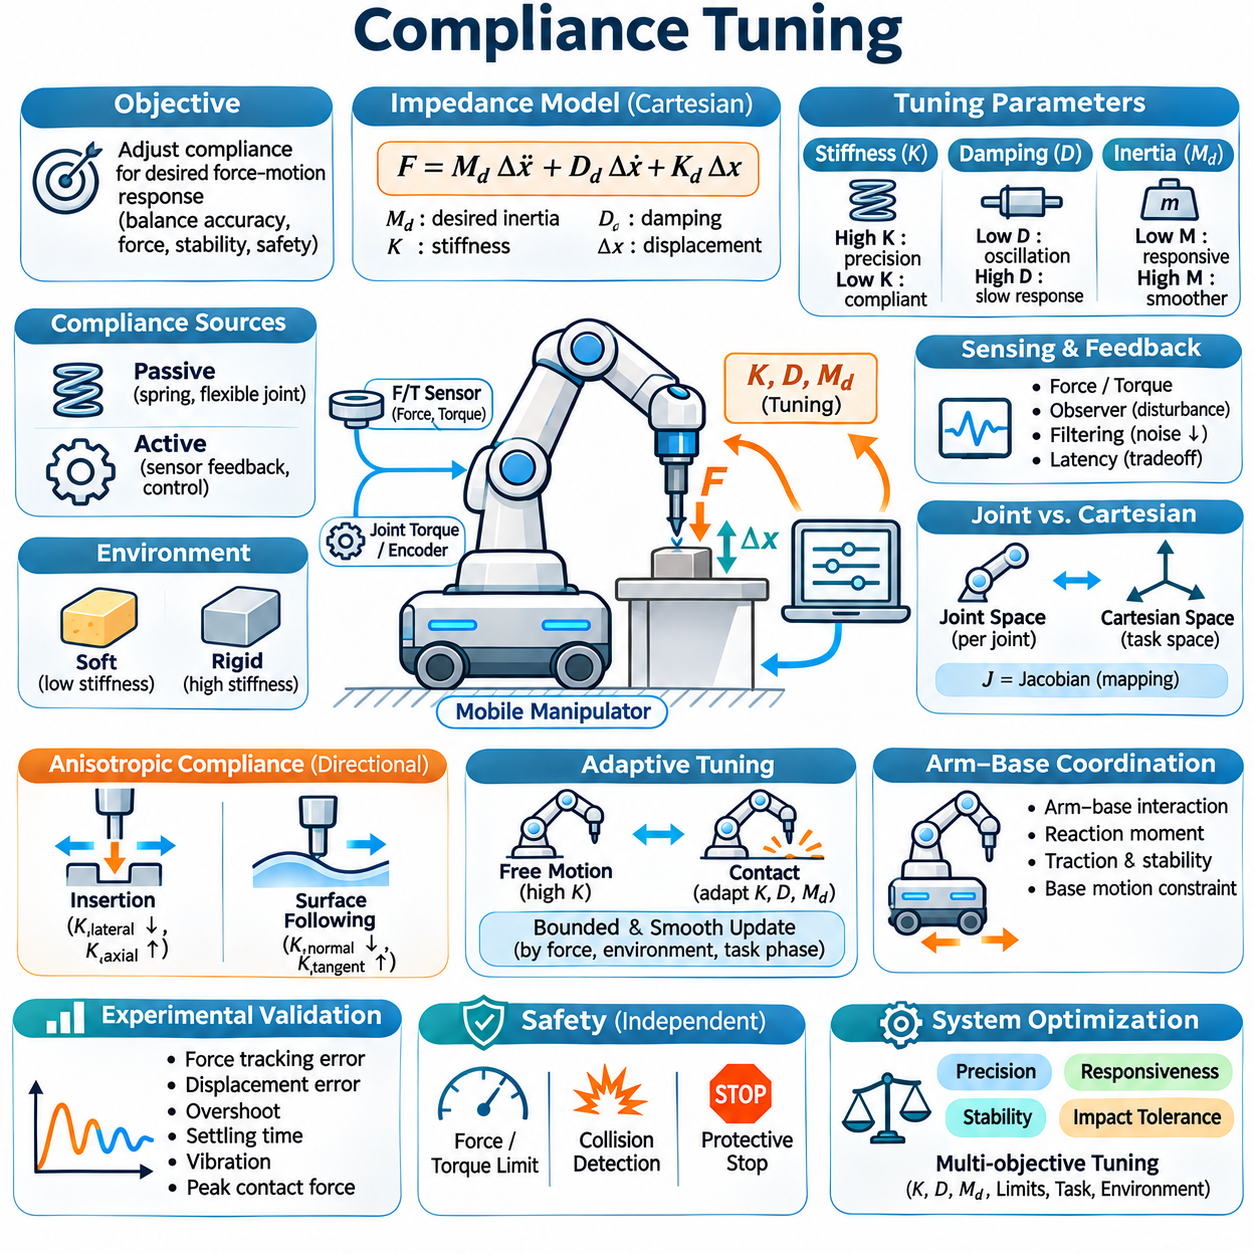 Compliance Tuning
Objective
Adjust compliance
for desired force-motion
response
(balance accuracy,
force, stability, safety)
Impedance Model (Cartesian)
F = M_d Δẍ + D_d Δẋ + K_d Δx
M_d : desired inertia
D_d : damping
K : stiffness
Δx : displacement
Tuning Parameters
Stiffness (K)
High K :
precision
Low K :
compliant
Damping (D)
Low D :
oscillation
High D :
slow response
Inertia (M_d)
m
Low M :
responsive
High M :
smoother
Compliance Sources
Passive
(spring, flexible joint)
Active
(sensor feedback,
control)
Environment
Soft
(low stiffness)
Rigid
(high stiffness)
F/T Sensor
(Force, Torque)
Joint Torque
/ Encoder
K, D, M_d
(Tuning)
F
Δx
Mobile Manipulator
Sensing & Feedback
• Force / Torque
• Observer (disturbance)
• Filtering (noise ↓)
• Latency (tradeoff)
Joint vs. Cartesian
Joint Space
(per joint)
Cartesian Space
(task space)
J = Jacobian (mapping)
Anisotropic Compliance (Directional)
Insertion
(K,lateral ↓,
K,axial ↑)
Surface
Following
(K,normal ↓,
K,tangent ↑)
Adaptive Tuning
Free Motion
(high K)
Contact
(adapt K, D, M_d)
Bounded & Smooth Update
(by force, environment, task phase)
Arm–Base Coordination
• Arm–base interaction
• Reaction moment
• Traction & stability
• Base motion constraint
Experimental Validation
• Force tracking error
• Displacement error
• Overshoot
• Settling time
• Vibration
• Peak contact force
Safety (Independent)
Force /
Torque Limit
Collision
Detection
STOP
Protective
Stop
System Optimization
Precision
Responsiveness
Stability
Impact Tolerance
Multi-objective Tuning
(K, D, M_d, Limits, Task, Environment)